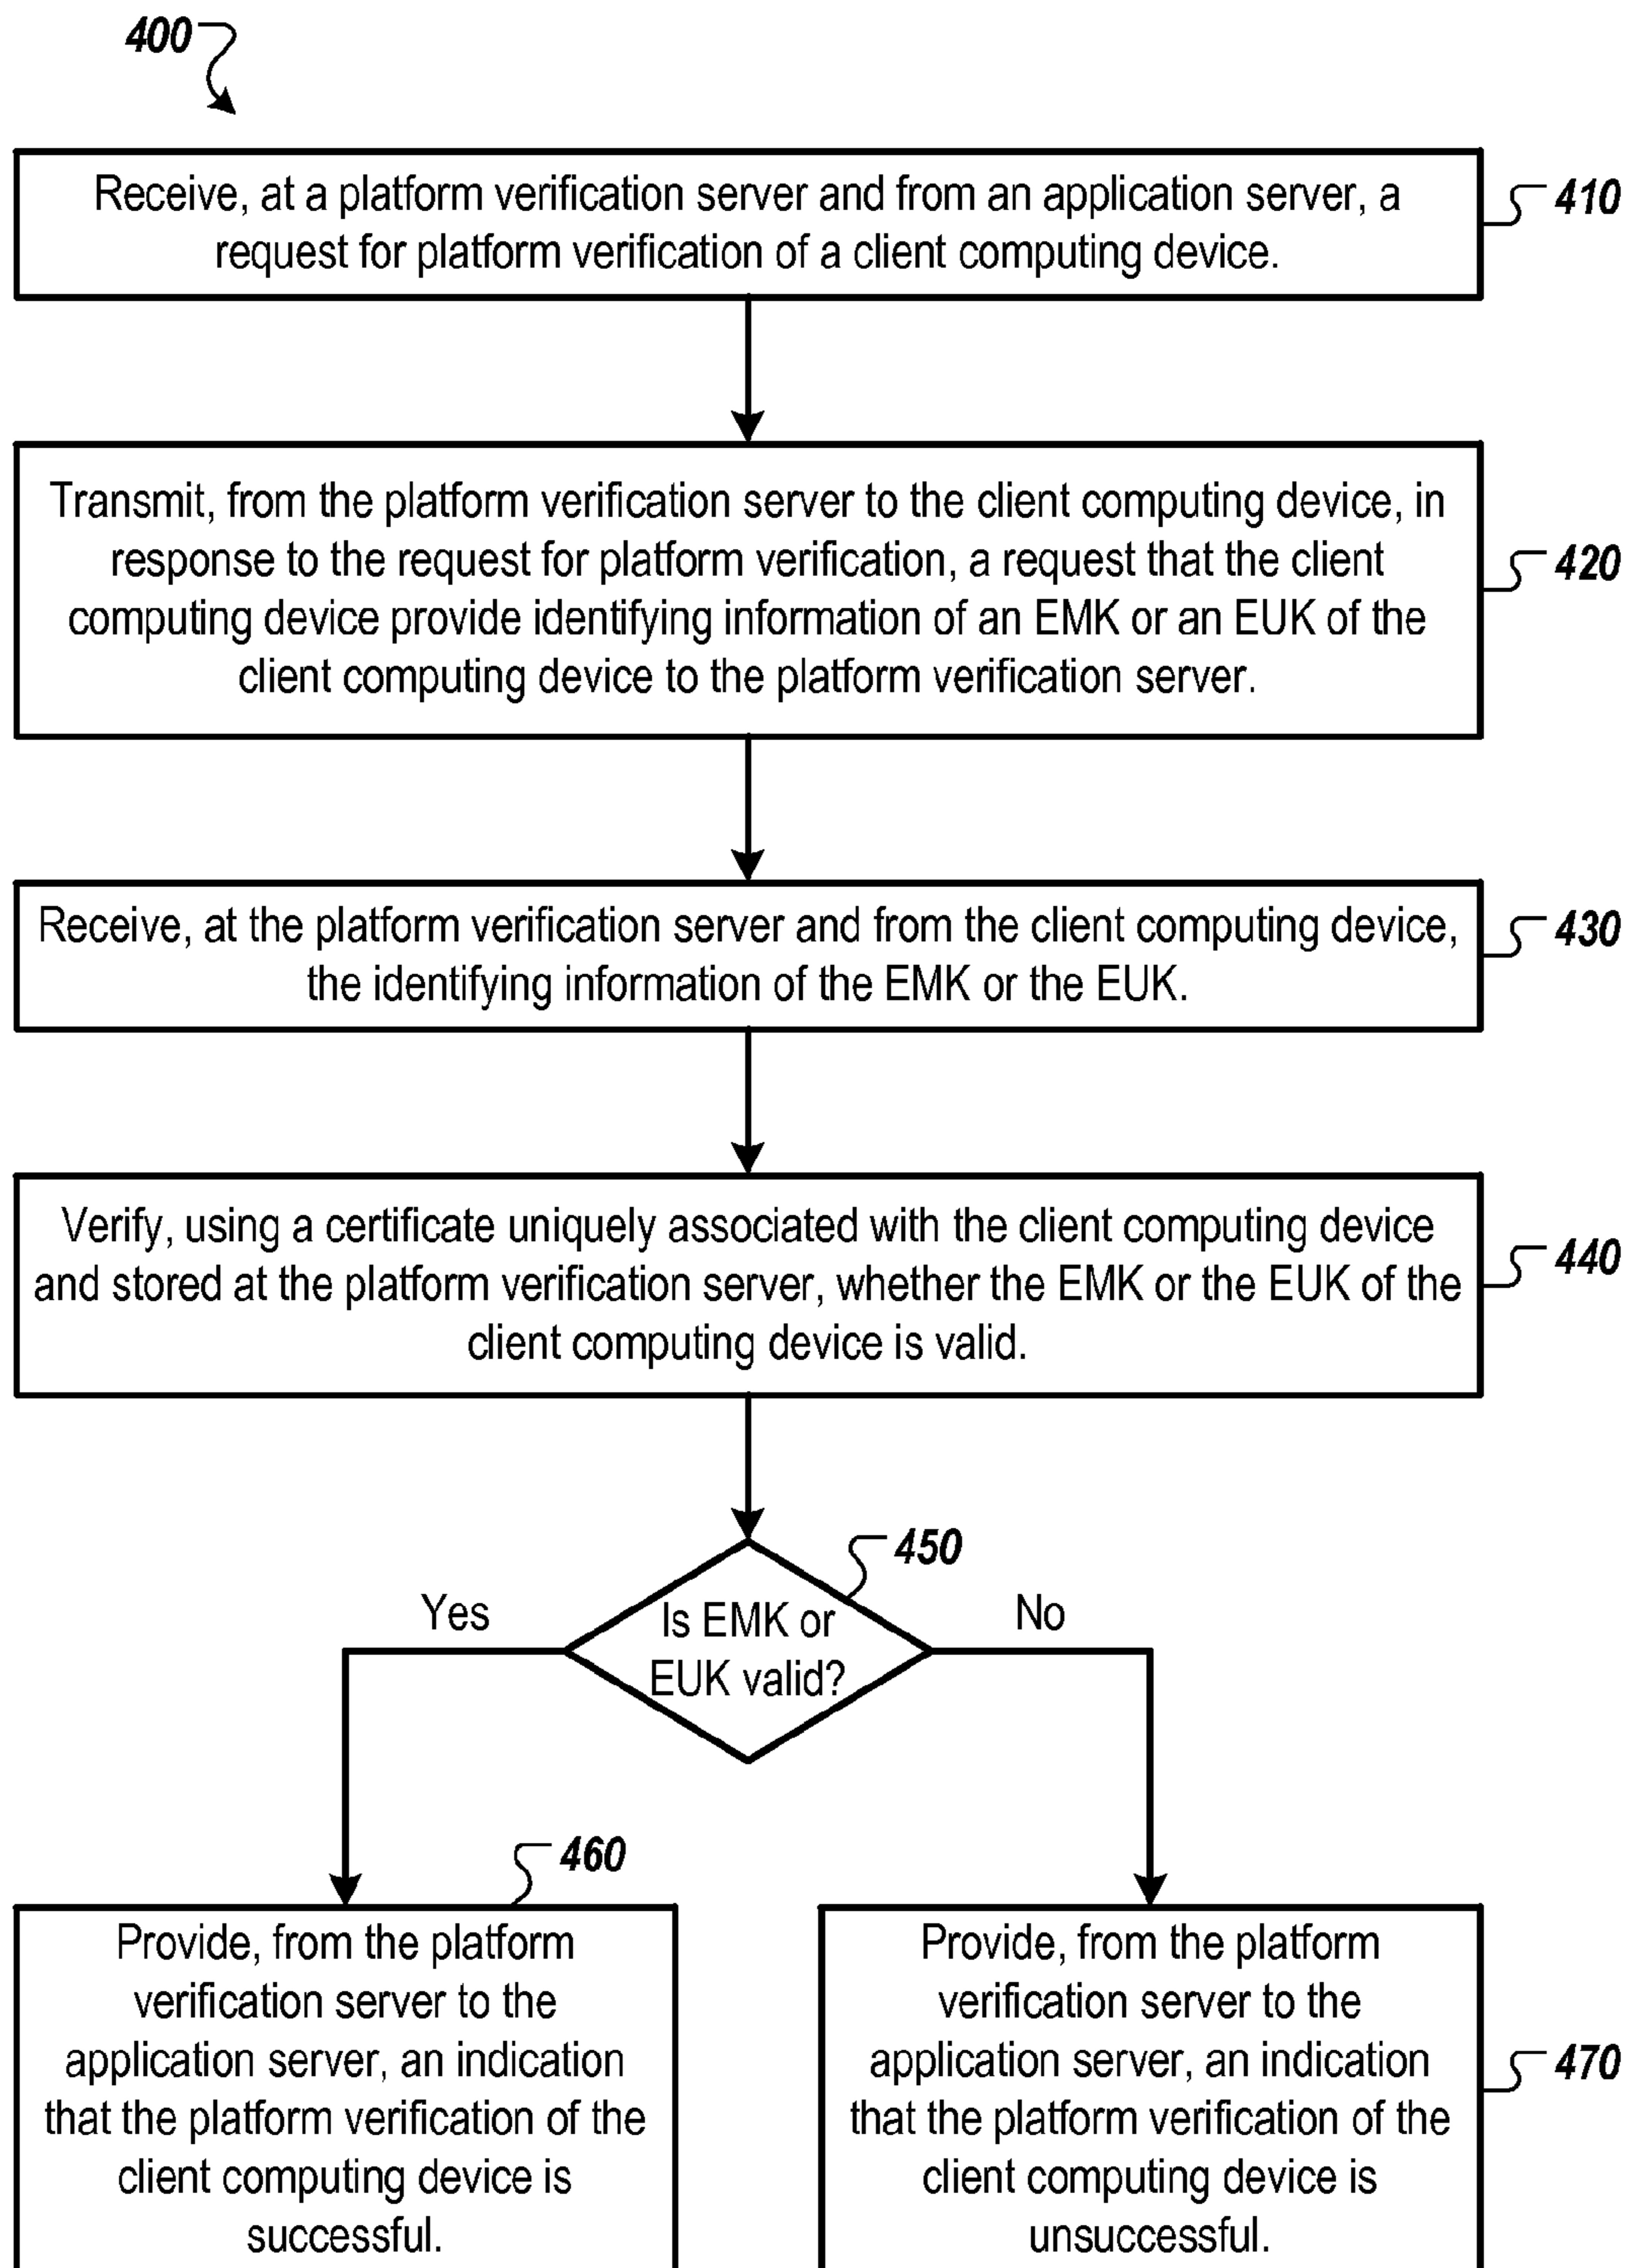 400
Receive, at a platform verification server and from an application server, a
request for platform verification of a client computing device.
410
Transmit, from the platform verification server to the client computing device, in
response to the request for platform verification, a request that the client
computing device provide identifying information of an EMK or an EUK of the
client computing device to the platform verification server.
420
Receive, at the platform verification server and from the client computing device,
the identifying information of the EMK or the EUK.
430
Verify, using a certificate uniquely associated with the client computing device
and stored at the platform verification server, whether the EMK or the EUK of the
client computing device is valid.
440
450
Yes
Is EMK or
EUK valid?
No
460
Provide, from the platform
verification server to the
application server, an indication
that the platform verification of the
client computing device is
successful.
Provide, from the platform
verification server to the
application server, an indication
that the platform verification of the
client computing device is
unsuccessful.
470